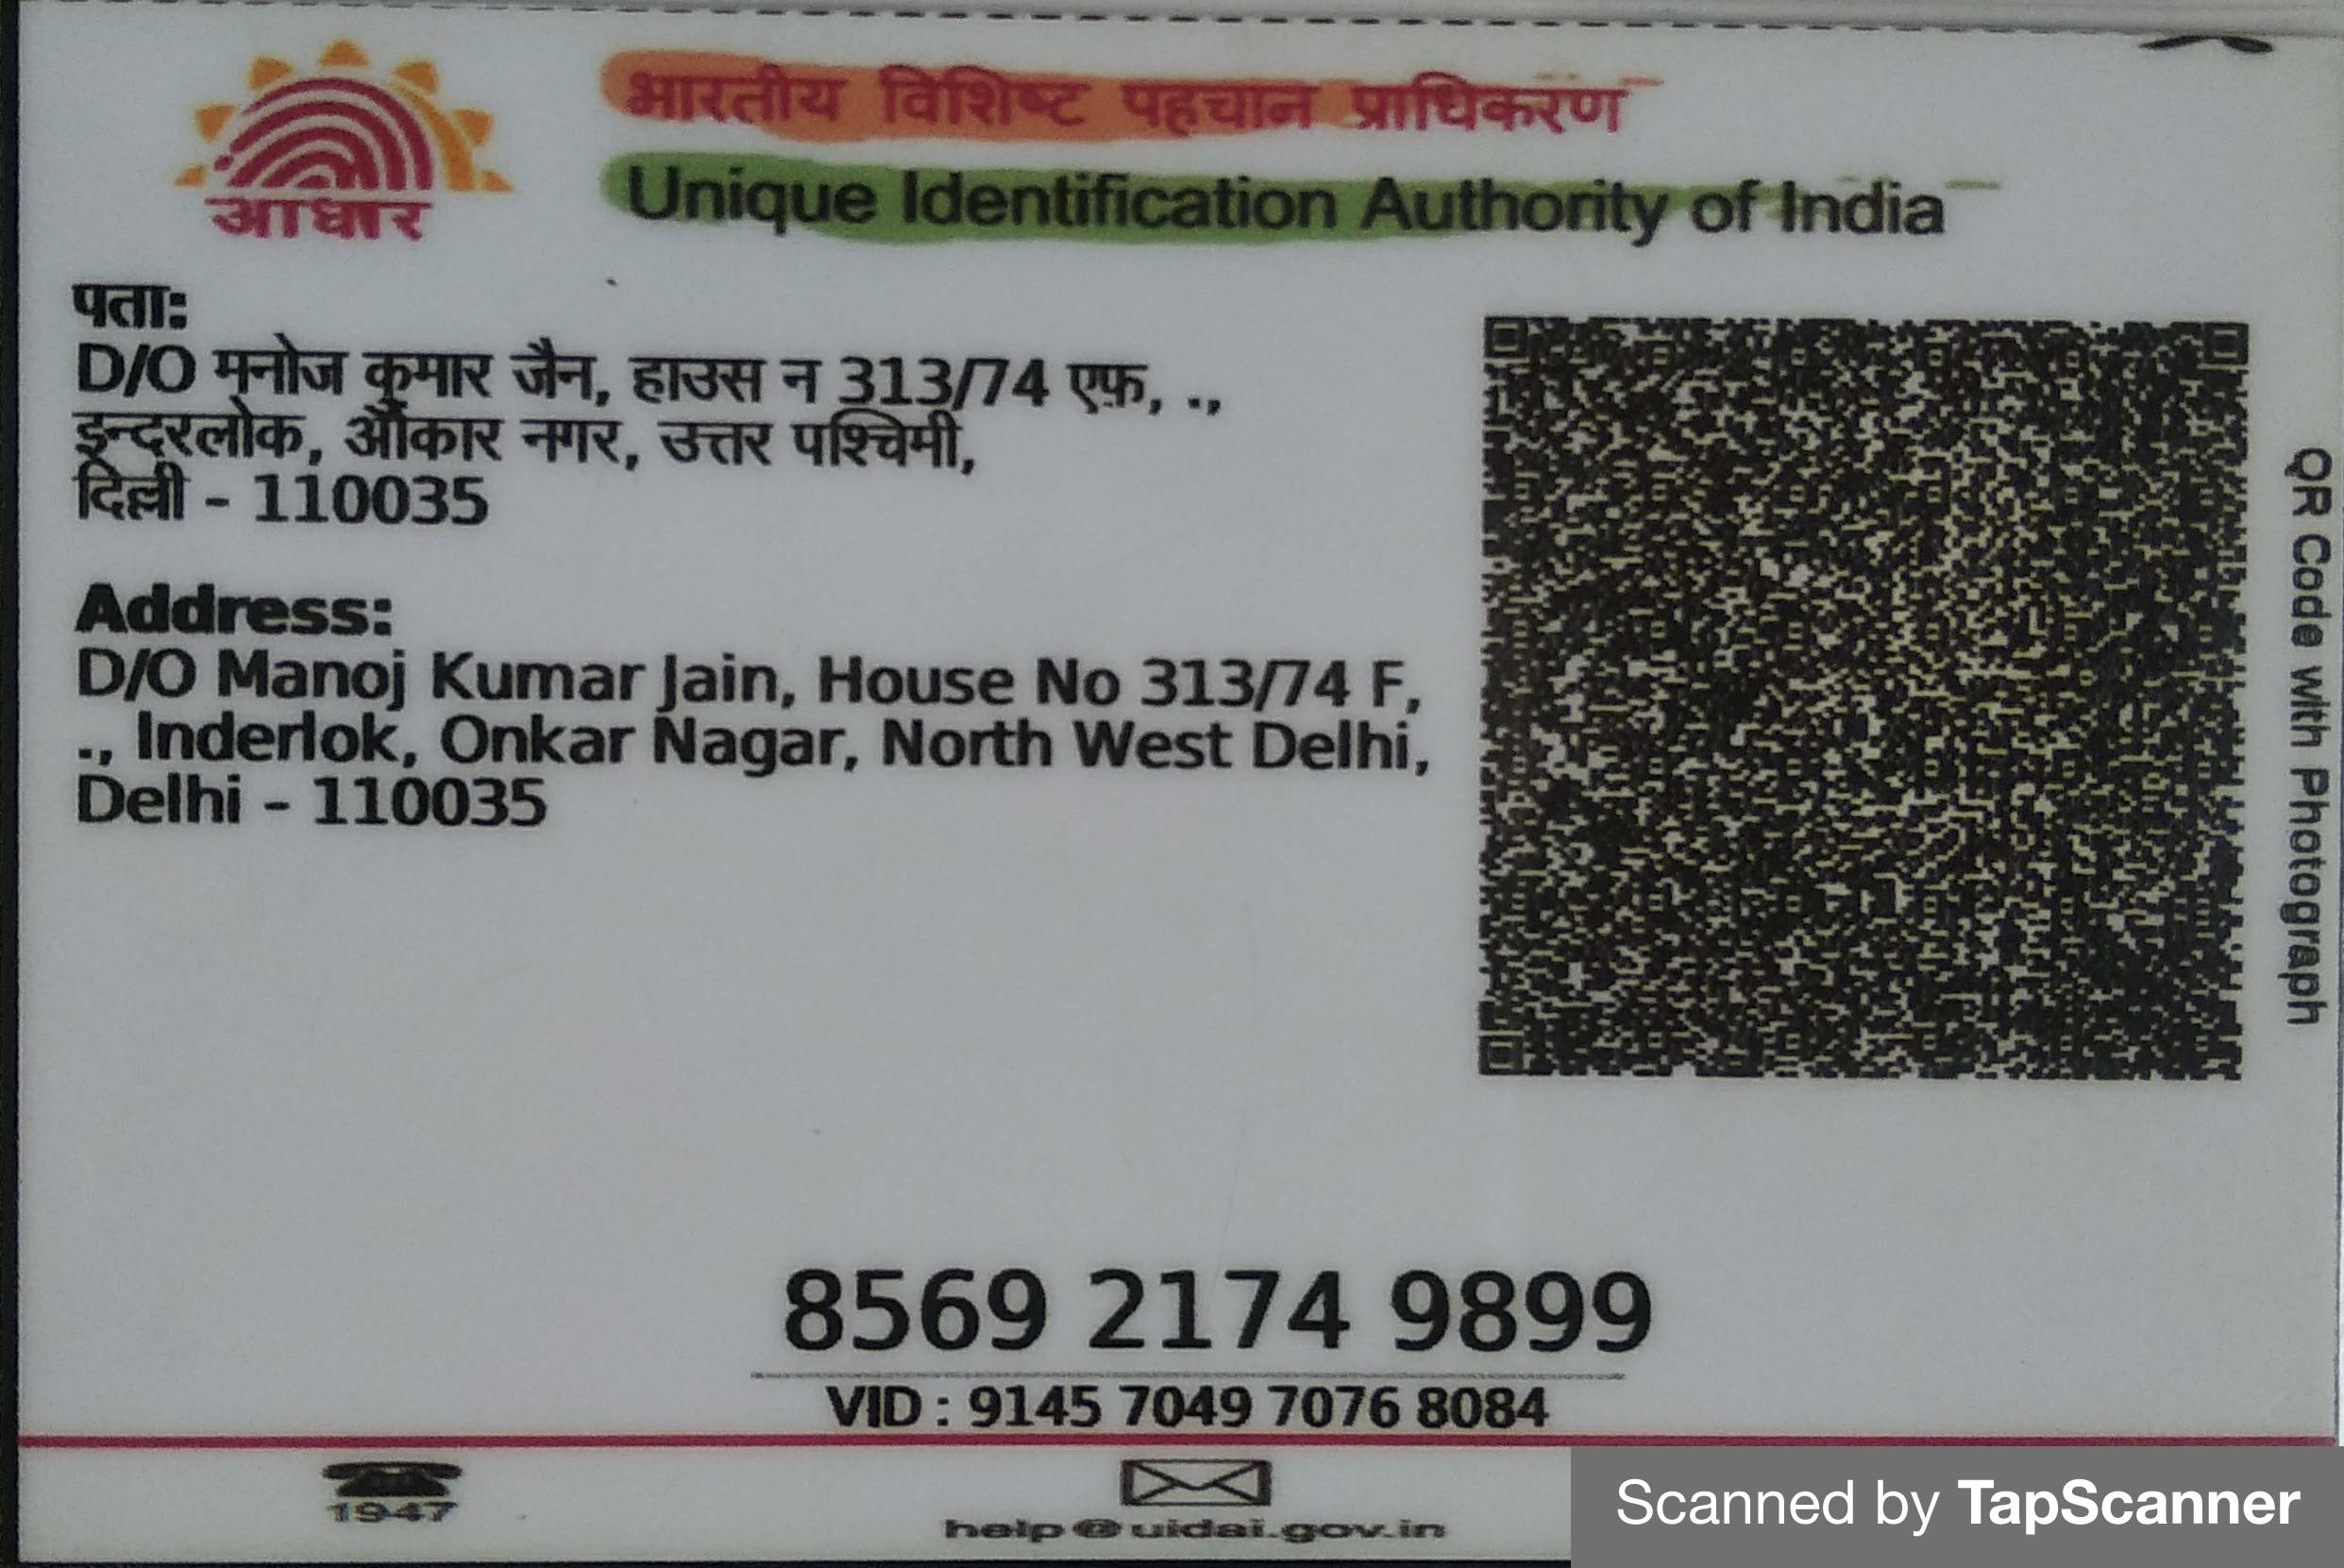 भारतीय विशिष्ट पहचान प्राधिकरण
Unique Identification Authority of India
आधार
पता:
D/O मनोज कुमार जैन, हाउस न 313/74 एफ़, .,
इन्दरलोक, ओंकार नगर, उत्तर पश्चिमी,
दिल्ली - 110035
Address:
D/O Manoj Kumar Jain, House No 313/74 F,
., Inderlok, Onkar Nagar, North West Delhi,
Delhi - 110035
QR Code with Photograph
8569 2174 9899
VID : 9145 7049 7076 8084
1947
help@uidai.gov.in
Scanned by TapScanner